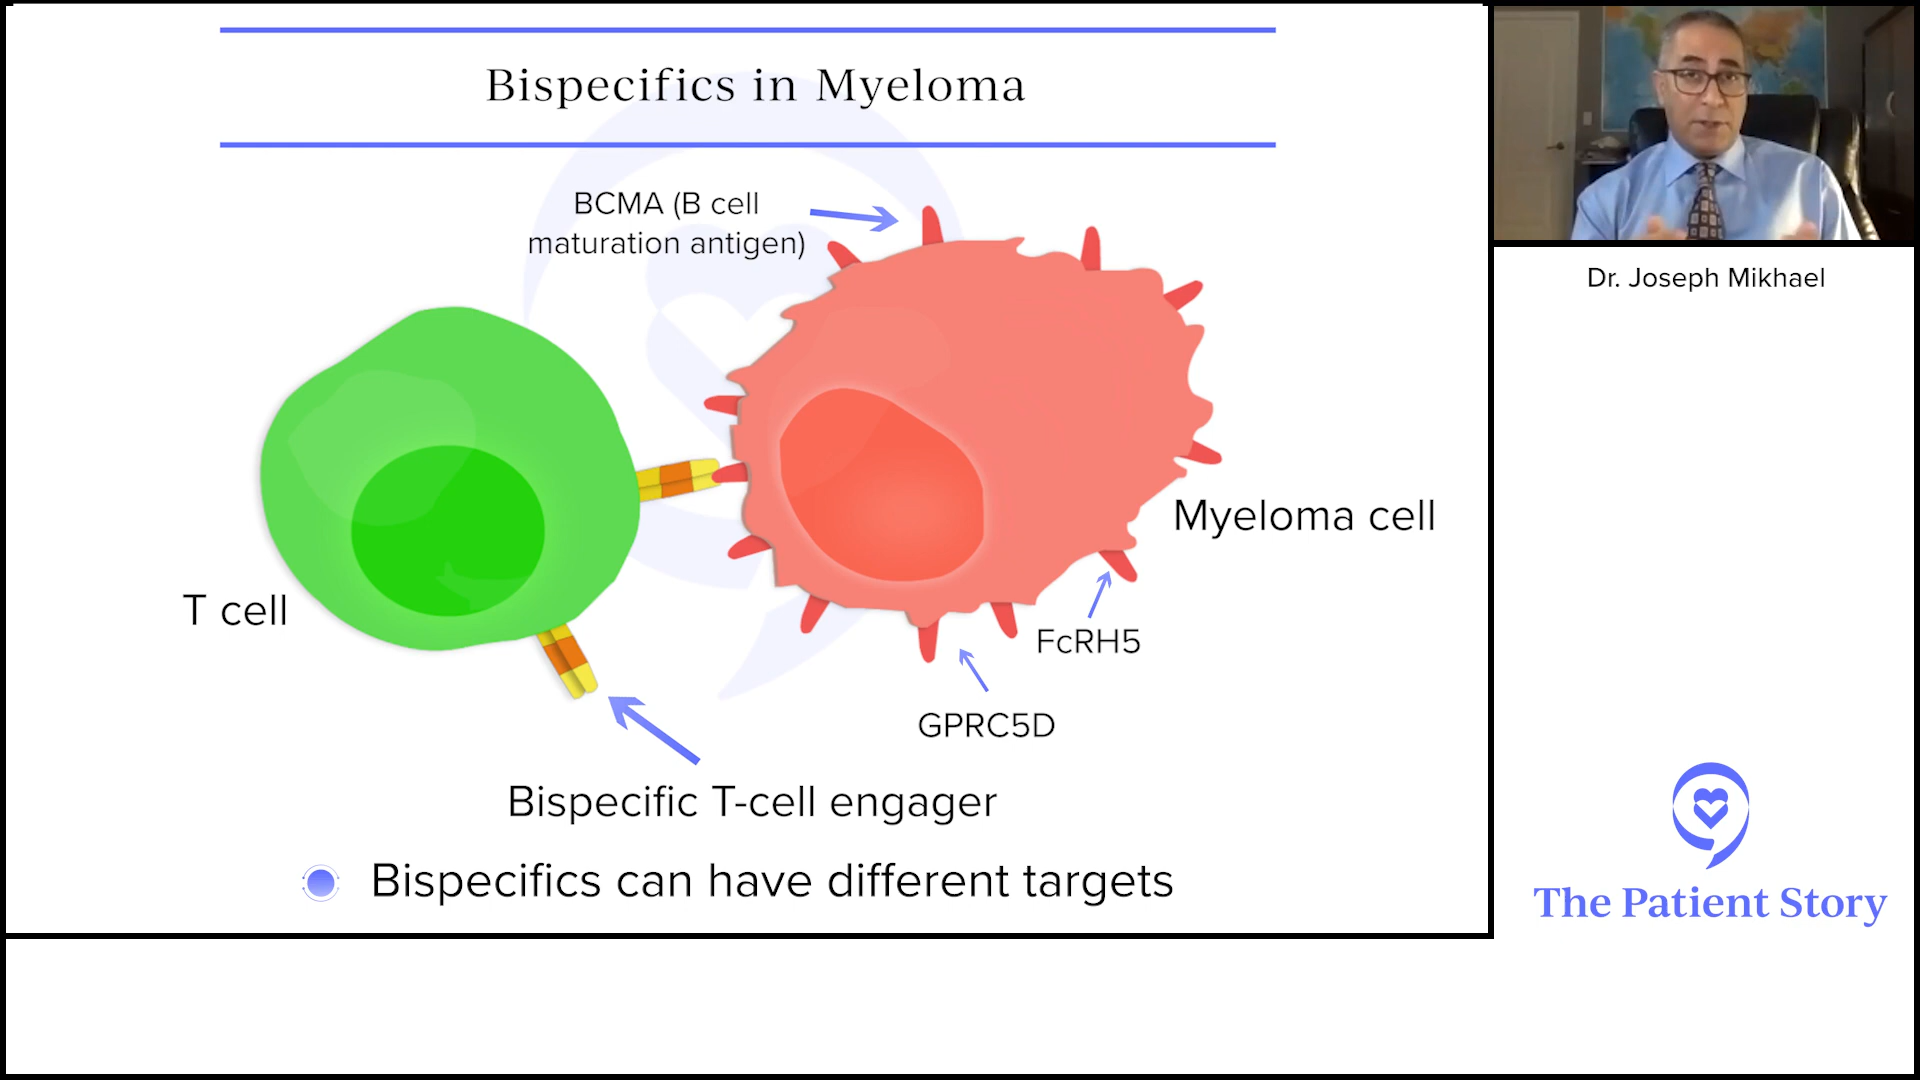 Bispecifics in Myeloma
BCMA (B cell
maturation antigen)
Myeloma cell
T cell
FcRH5
GPRC5D
Bispecific T-cell engager
Bispecifics can have different targets
Dr. Joseph Mikhael
The Patient Story